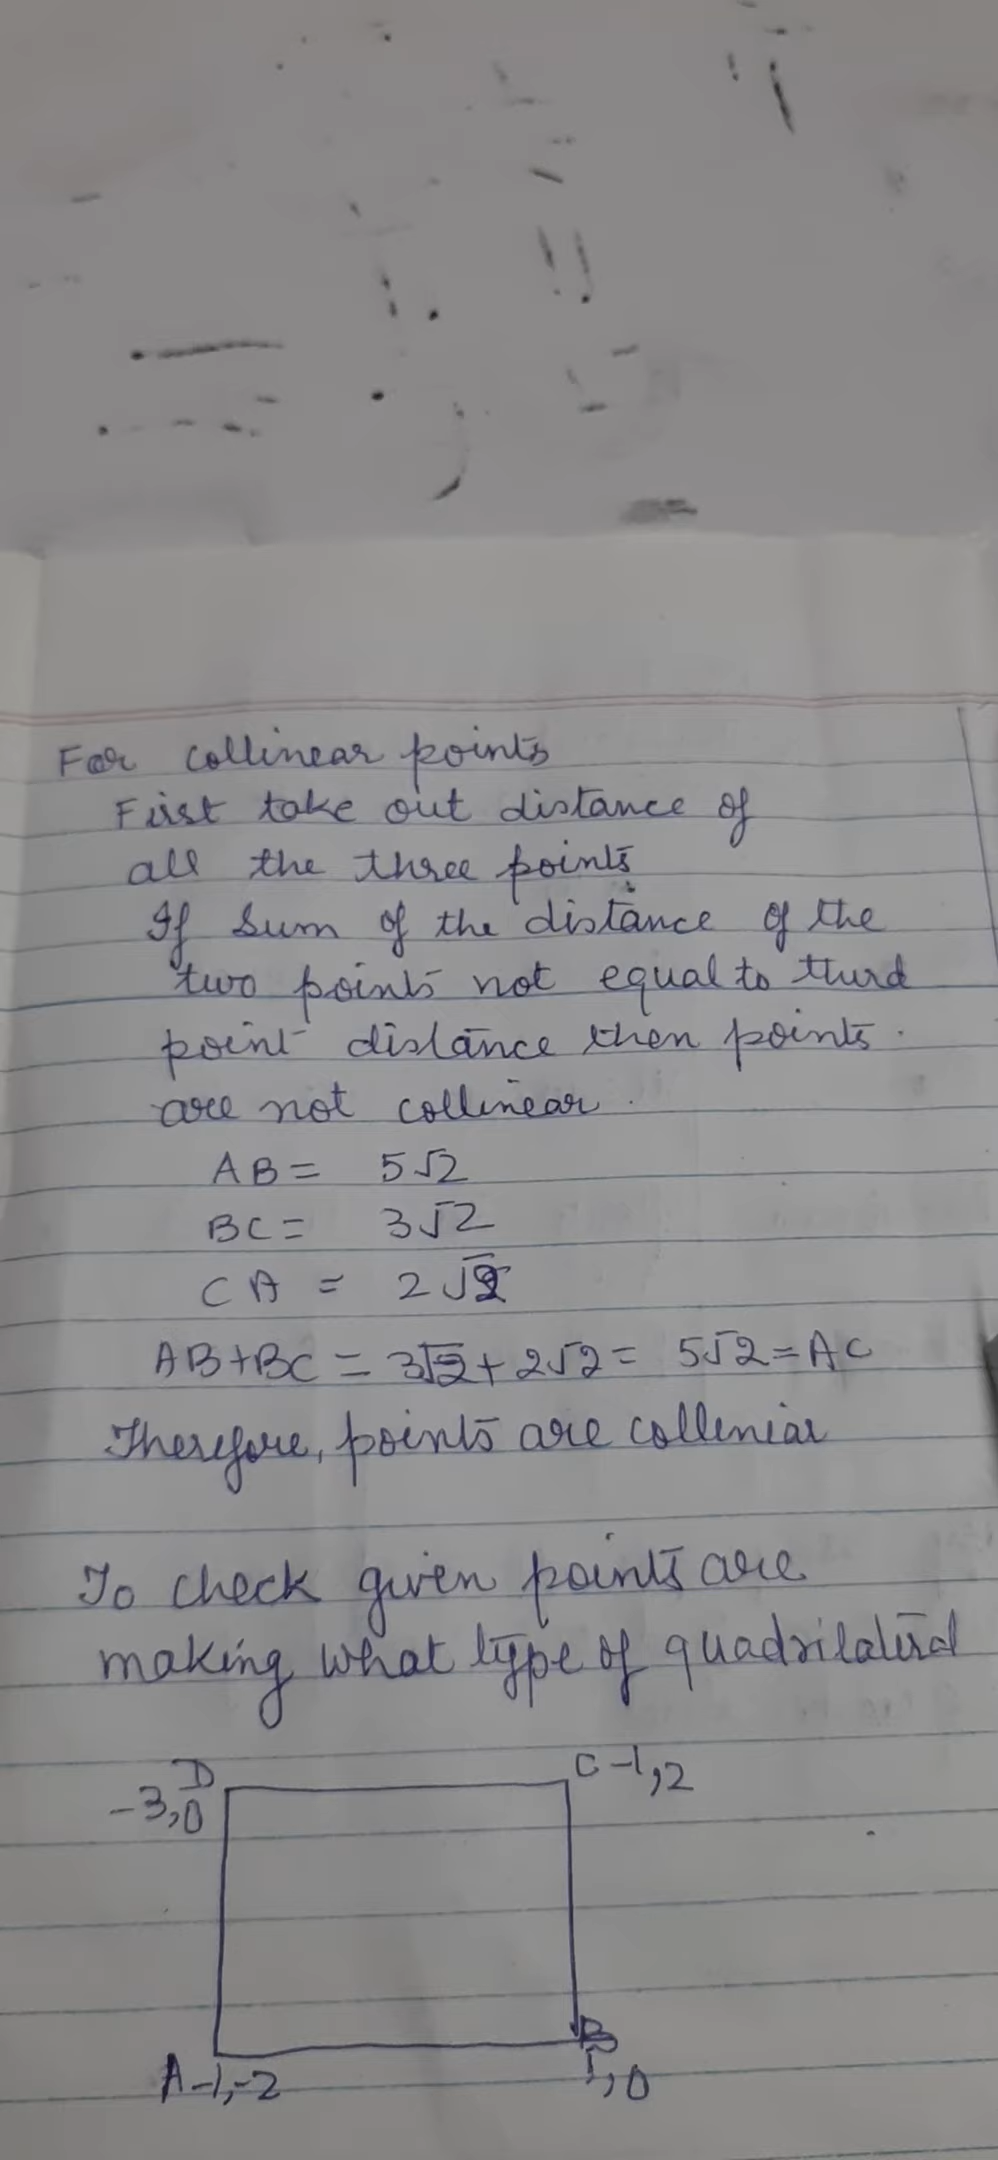 For collinear points
First take out distance of
all the three points
If Sum of the distance of the
two points not equal to third
point distance then points
are not collinear.
AB = 5√2
BC = 3√2
CA = 2√2
AB+BC = 3√2 + 2√2 = 5√2 = AC
Therefore, points are colleniar
To check given points are
making what type of quadrilateral
D C -1,2
-3,0
B
A -1,-2 1,0